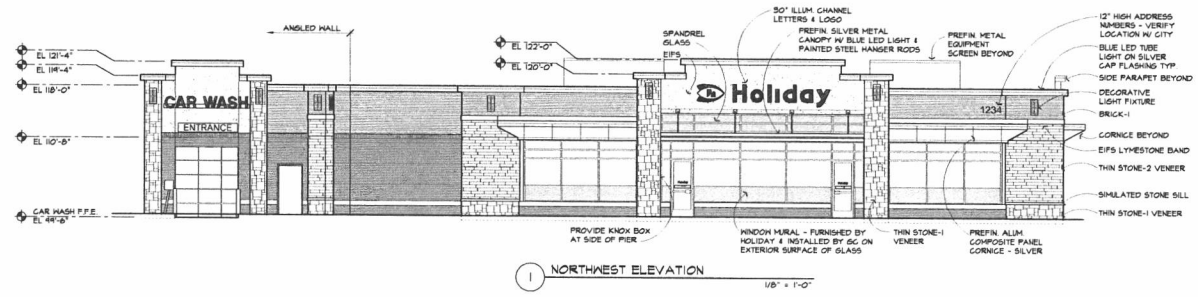 ANGLED WALL
EL 121'-4"
EL 119'-4"
EL 118'-0"
EL 110'-8"
CAR WASH F.F.E.
EL 99'-6"
CAR WASH
ENTRANCE
EL 122'-0"
EIFS
EL 120'-0"
SPANDREL
GLASS
30" ILLUM. CHANNEL
LETTERS & LOGO
PREFIN. SILVER METAL
CANOPY W/ BLUE LED LIGHT &
PAINTED STEEL HANGER RODS
PREFIN. METAL
EQUIPMENT
SCREEN BEYOND
Holiday
1234
12" HIGH ADDRESS
NUMBERS - VERIFY
LOCATION W/ CITY
BLUE LED TUBE
LIGHT ON SILVER
CAP FLASHING TYP.
SIDE PARAPET BEYOND
DECORATIVE
LIGHT FIXTURE
BRICK-1
CORNICE BEYOND
EIFS LYMESTONE BAND
THIN STONE-2 VENEER
SIMULATED STONE SILL
THIN STONE-1 VENEER
PROVIDE KNOX BOX
AT SIDE OF PIER
WINDOW MURAL - FURNISHED BY
HOLIDAY & INSTALLED BY GC ON
EXTERIOR SURFACE OF GLASS
THIN STONE-1
VENEER
PREFIN. ALUM.
COMPOSITE PANEL
CORNICE - SILVER
1
NORTHWEST ELEVATION
1/8" = 1'-0"